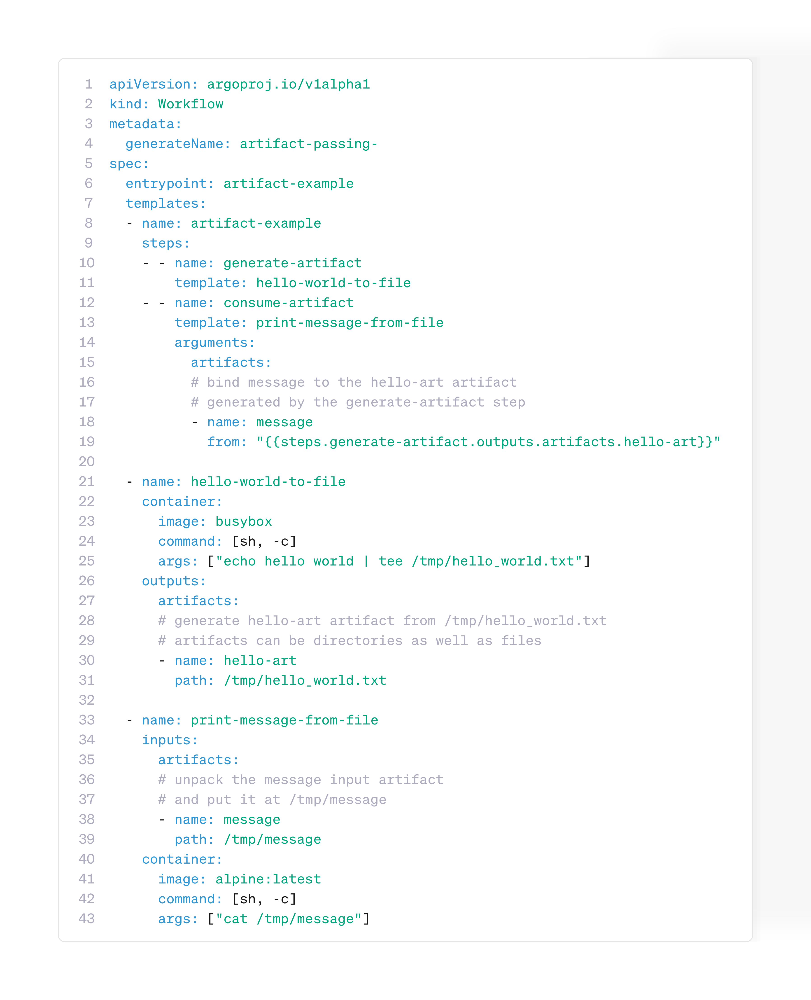 1 apiVersion: argoproj.io/v1alpha1
2 kind: Workflow
3 metadata:
4   generateName: artifact-passing-
5 spec:
6   entrypoint: artifact-example
7   templates:
8   - name: artifact-example
9     steps:
10     - - name: generate-artifact
11         template: hello-world-to-file
12     - - name: consume-artifact
13         template: print-message-from-file
14         arguments:
15           artifacts:
16           # bind message to the hello-art artifact
17           # generated by the generate-artifact step
18           - name: message
19             from: "{{steps.generate-artifact.outputs.artifacts.hello-art}}"
20
21   - name: hello-world-to-file
22     container:
23       image: busybox
24       command: [sh, -c]
25       args: ["echo hello world | tee /tmp/hello_world.txt"]
26     outputs:
27       artifacts:
28       # generate hello-art artifact from /tmp/hello_world.txt
29       # artifacts can be directories as well as files
30       - name: hello-art
31         path: /tmp/hello_world.txt
32
33   - name: print-message-from-file
34     inputs:
35       artifacts:
36       # unpack the message input artifact
37       # and put it at /tmp/message
38       - name: message
39         path: /tmp/message
40     container:
41       image: alpine:latest
42       command: [sh, -c]
43       args: ["cat /tmp/message"]